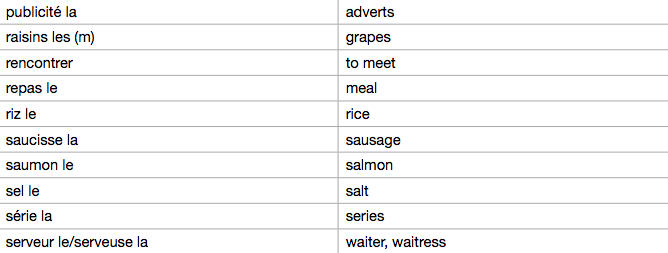 publicité la adverts
raisins les (m) grapes
rencontrer to meet
repas le meal
riz le rice
saucisse la sausage
saumon le salmon
sel le salt
série la series
serveur le/serveuse la waiter, waitress